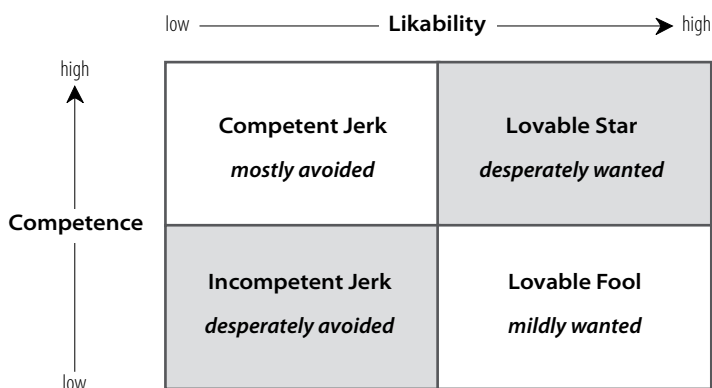 low Likability high
high
Competent Jerk Lovable Star
mostly avoided desperately wanted
Competence
Incompetent Jerk Lovable Fool
desperately avoided mildly wanted
low